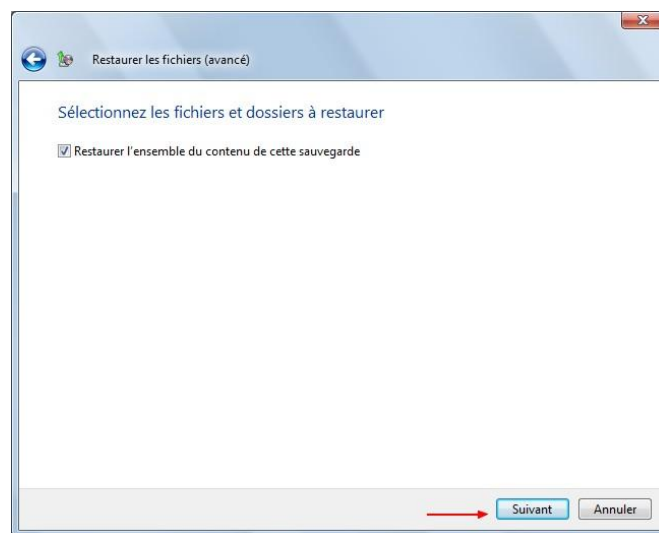 Restaurer les fichiers (avancé)
Sélectionnez les fichiers et dossiers à restaurer
Restaurer l'ensemble du contenu de cette sauvegarde
Suivant Annuler